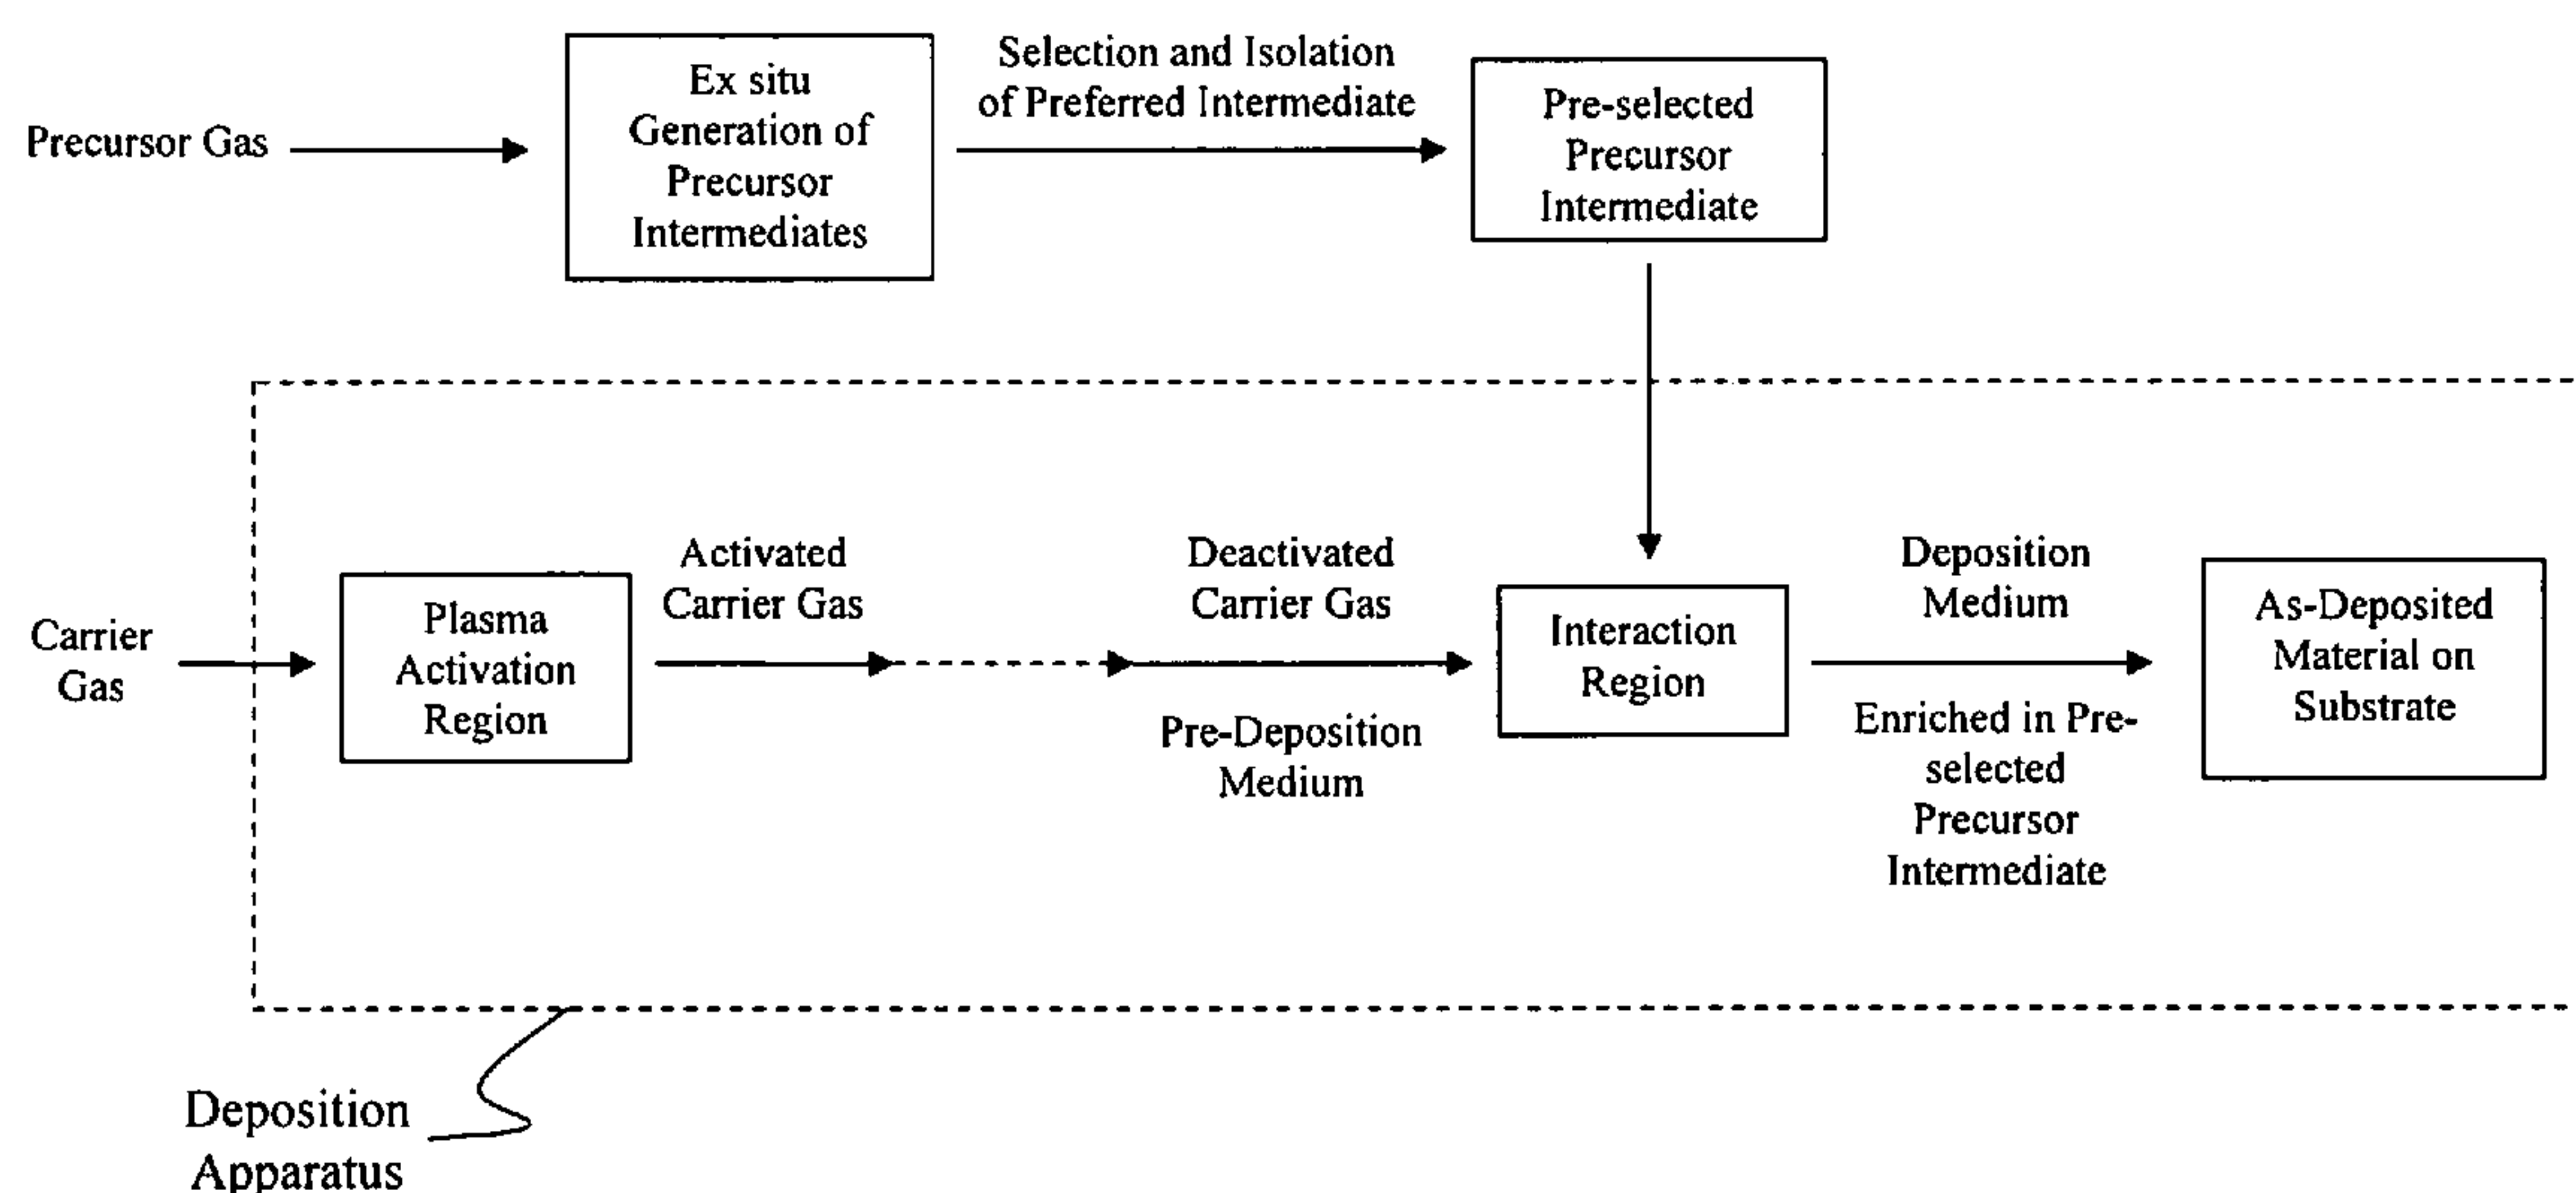 Precursor Gas
Ex situ
Generation of
Precursor
Intermediates
Selection and Isolation
of Preferred Intermediate
Pre-selected
Precursor
Intermediate
Carrier
Gas
Plasma
Activation
Region
Activated
Carrier Gas
Deactivated
Carrier Gas
Pre-Deposition
Medium
Interaction
Region
Deposition
Medium
Enriched in Pre-
selected
Precursor
Intermediate
As-Deposited
Material on
Substrate
Deposition
Apparatus